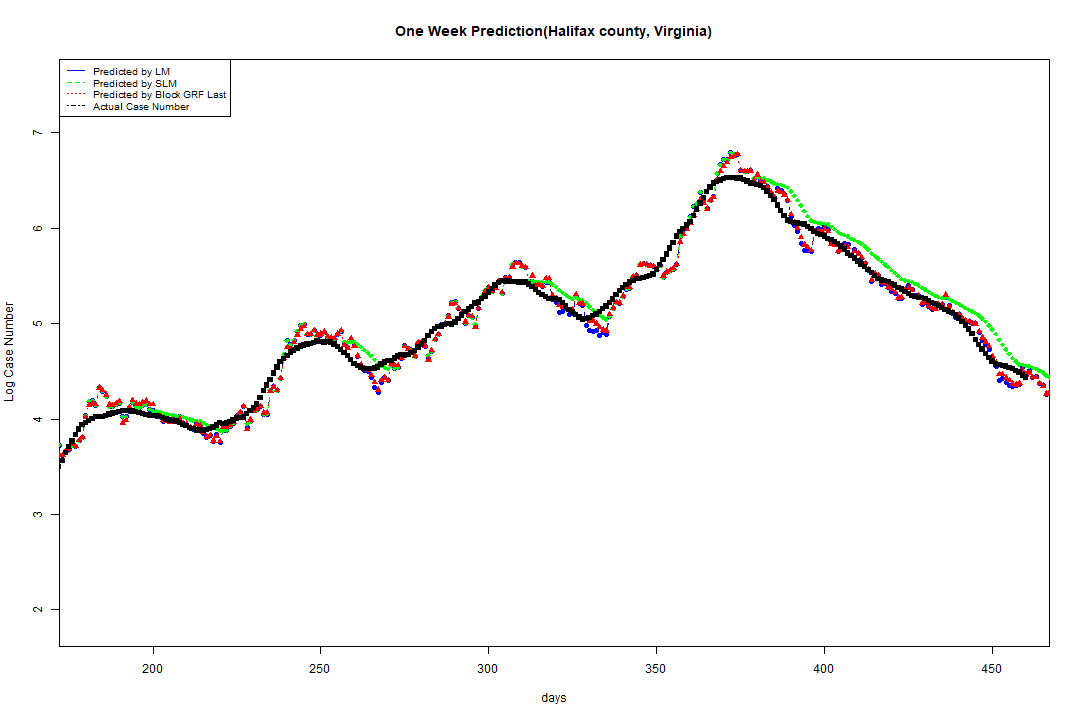 One Week Prediction(Halifax county, Virginia)
Predicted by LM
Predicted by SLM
Predicted by Block GRF Last
Actual Case Number
7
6
5
4
3
2
Log Case Number
200 250 300 350 400 450
days